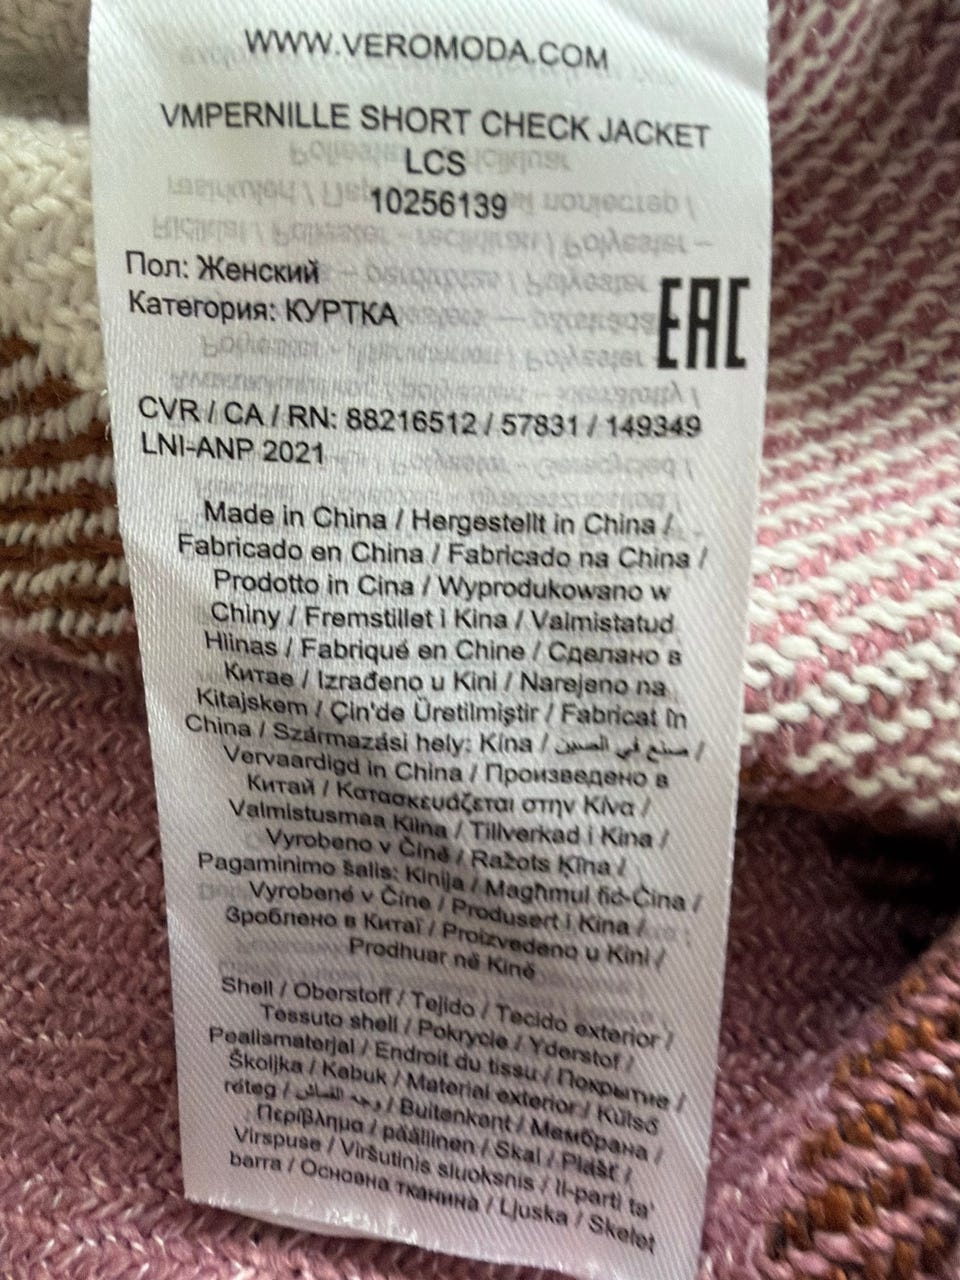 WWW.VEROMODA.COM
VMPERNILLE SHORT CHECK JACKET
LCS
10256139
Пол: Женский
Категория: КУРТКА
EAC
CVR / CA / RN: 88216512 / 57831 / 149349
LNI-ANP 2021
Made in China / Hergestellt in China /
Fabricado en China / Fabricado na China /
Prodotto in Cina / Wyprodukowano w
Chiny / Fremstillet i Kina / Valmistatud
Hiinas / Fabriqué en Chine / Сделано в
Китае / Izrađeno u Kini / Narejeno na
Kitajskem / Çin'de Üretilmiştir / Fabricat în
China / Származási hely: Kína / صنع في الصين /
Vervaardigd in China / Произведено в
Китай / Κατασκευάζεται στην Κίνα /
Valmistusmaa Kiina / Tillverkad i Kina /
Vyrobeno v Číně / Ražots Ķīna /
Pagaminimo šalis: Kinija / Magħmul fiċ-Ċina /
Vyrobené v Číne / Produsert i Kina /
Зроблено в Китаї / Proizvedeno u Kini /
Prodhuar në Kinë
Shell / Oberstoff / Tejido / Tecido exterior /
Tessuto shell / Pokrycie / Yderstof /
Pealismaterjal / Endroit du tissu / Покрытие /
Školjka / Kabuk / Material exterior / Külső
réteg / وجه القماش / Buitenkant / Мембрана /
Περίβλημα / päällinen / Skal / Plášť /
Virspuse / Viršutinis sluoksnis / Il-parti ta'
barra / Основна тканина / Ljuska / Skelet